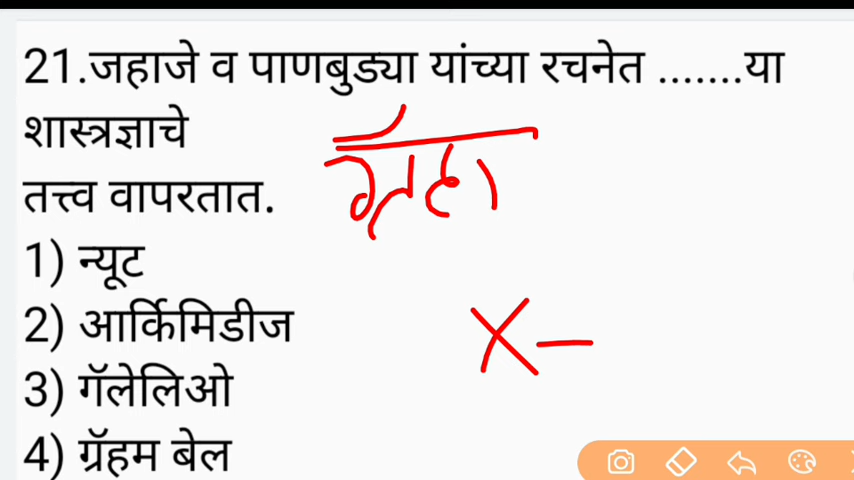 21.जहाजे व पाणबुड्या यांच्या रचनेत .......या
शास्त्रज्ञाचे
तत्त्व वापरतात.
1) न्यूट
2) आर्किमिडीज
3) गॅलेलिओ
4) ग्रॅहम बेल
X-